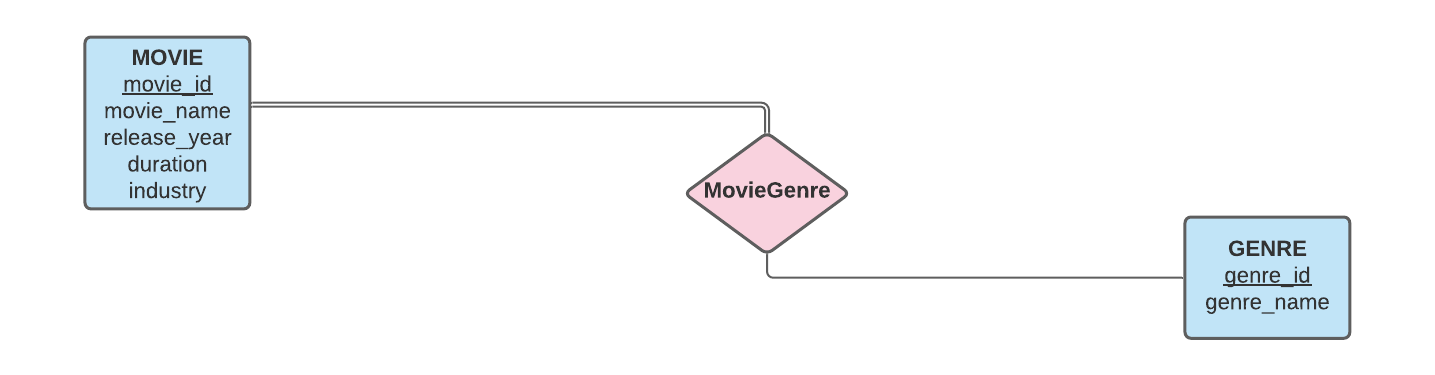 MOVIE
movie_id
movie_name
release_year
duration
industry
MovieGenre
GENRE
genre_id
genre_name